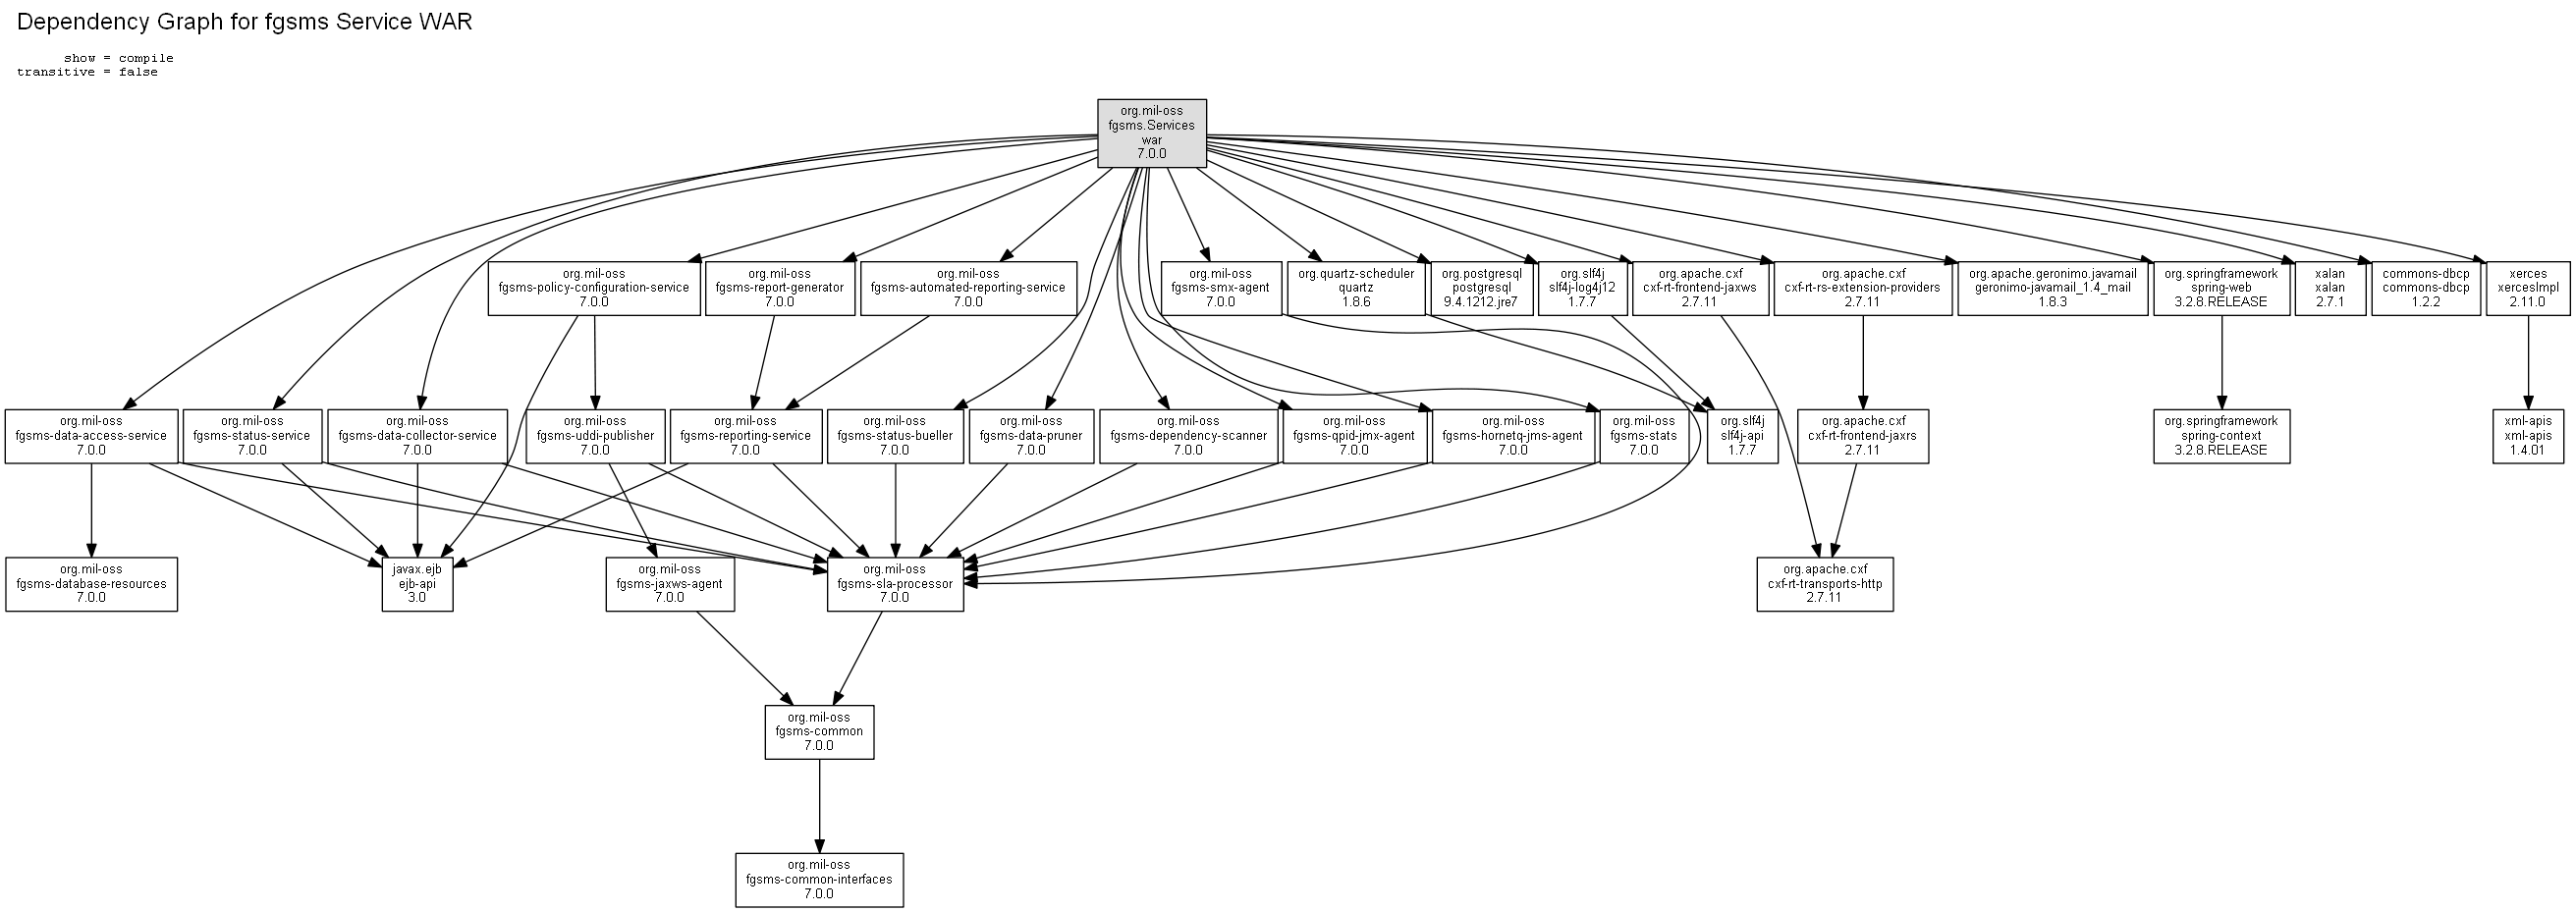 Dependency Graph for fgsms Service WAR
show = compile
transitive = false
org.mil-oss
fgsms.Services
war
7.0.0
org.mil-oss
fgsms-policy-configuration-service
7.0.0
org.mil-oss
fgsms-report-generator
7.0.0
org.mil-oss
fgsms-automated-reporting-service
7.0.0
org.mil-oss
fgsms-smx-agent
7.0.0
org.quartz-scheduler
quartz
1.8.6
org.postgresql
postgresql
9.4.1212.jre7
org.slf4j
slf4j-log4j12
1.7.7
org.apache.cxf
cxf-rt-frontend-jaxws
2.7.11
org.apache.cxf
cxf-rt-rs-extension-providers
2.7.11
org.apache.geronimo.javamail
geronimo-javamail_1.4_mail
1.8.3
org.springframework
spring-web
3.2.8.RELEASE
xalan
xalan
2.7.1
commons-dbcp
commons-dbcp
1.2.2
xerces
xercesImpl
2.11.0
org.mil-oss
fgsms-data-access-service
7.0.0
org.mil-oss
fgsms-status-service
7.0.0
org.mil-oss
fgsms-data-collector-service
7.0.0
org.mil-oss
fgsms-uddi-publisher
7.0.0
org.mil-oss
fgsms-reporting-service
7.0.0
org.mil-oss
fgsms-status-bueller
7.0.0
org.mil-oss
fgsms-data-pruner
7.0.0
org.mil-oss
fgsms-dependency-scanner
7.0.0
org.mil-oss
fgsms-qpid-jmx-agent
7.0.0
org.mil-oss
fgsms-hornetq-jms-agent
7.0.0
org.mil-oss
fgsms-stats
7.0.0
org.slf4j
slf4j-api
1.7.7
org.apache.cxf
cxf-rt-frontend-jaxrs
2.7.11
org.springframework
spring-context
3.2.8.RELEASE
xml-apis
xml-apis
1.4.01
org.mil-oss
fgsms-database-resources
7.0.0
javax.ejb
ejb-api
3.0
org.mil-oss
fgsms-jaxws-agent
7.0.0
org.mil-oss
fgsms-sla-processor
7.0.0
org.apache.cxf
cxf-rt-transports-http
2.7.11
org.mil-oss
fgsms-common
7.0.0
org.mil-oss
fgsms-common-interfaces
7.0.0